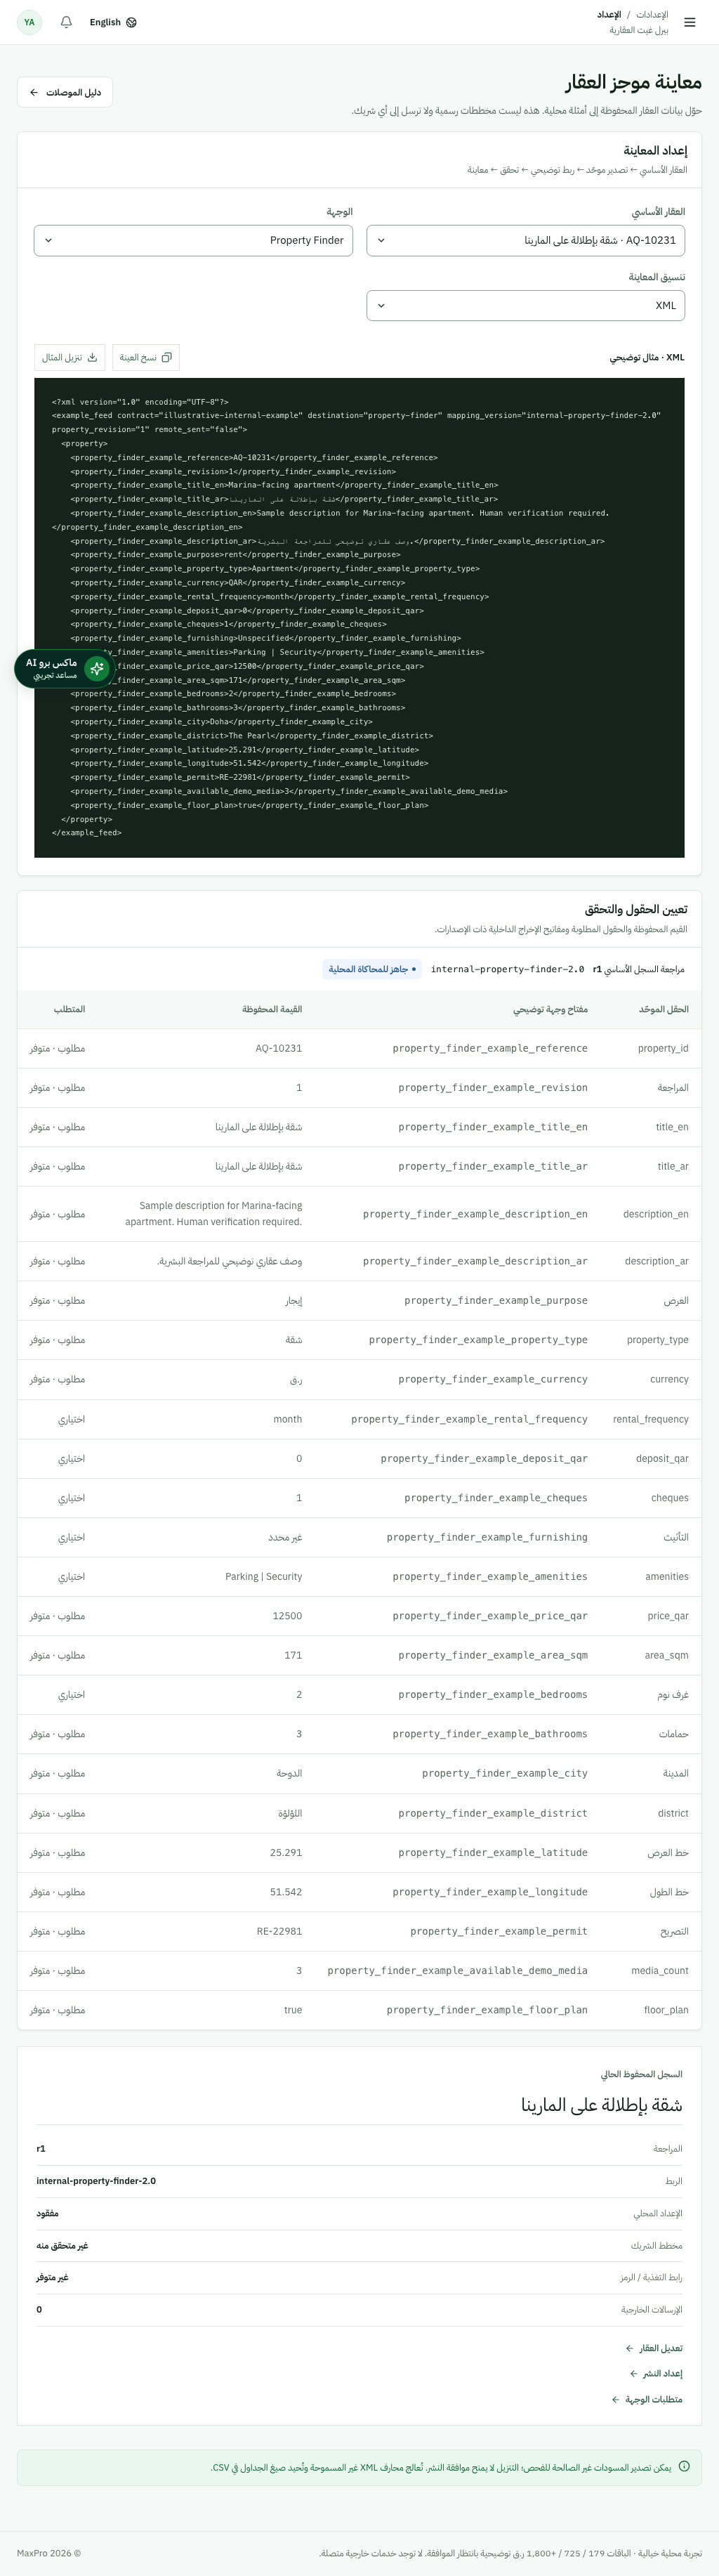 الإعدادات / الإعداد
بيرل غيت العقارية
English
YA
معاينة موجز العقار
حوّل بيانات العقار المحفوظة إلى أمثلة محلية. هذه ليست مخططات رسمية ولا ترسل إلى أي شريك.
دليل الموصلات ←
إعداد المعاينة
العقار الأساسي ← تصدير موحّد ← ربط توضيحي ← تحقق ← معاينة
العقار الأساسي
AQ-10231 · شقة بإطلالة على المارينا
الوجهة
Property Finder
تنسيق المعاينة
XML
XML · مثال توضيحي
نسخ العينة
تنزيل المثال
<?xml version="1.0" encoding="UTF-8"?>
<example_feed contract="illustrative-internal-example" destination="property-finder" mapping_version="internal-property-finder-2.0"
property_revision="1" remote_sent="false">
<property>
<property_finder_example_reference>AQ-10231</property_finder_example_reference>
<property_finder_example_revision>1</property_finder_example_revision>
<property_finder_example_title_en>Marina-facing apartment</property_finder_example_title_en>
<property_finder_example_title_ar>شقة بإطلالة على المارينا</property_finder_example_title_ar>
<property_finder_example_description_en>Sample description for Marina-facing apartment. Human verification required.
</property_finder_example_description_en>
<property_finder_example_description_ar>وصف عقاري توضيحي للمراجعة البشرية.</property_finder_example_description_ar>
<property_finder_example_purpose>rent</property_finder_example_purpose>
<property_finder_example_property_type>Apartment</property_finder_example_property_type>
<property_finder_example_currency>QAR</property_finder_example_currency>
<property_finder_example_rental_frequency>month</property_finder_example_rental_frequency>
<property_finder_example_deposit_qar>0</property_finder_example_deposit_qar>
<property_finder_example_cheques>1</property_finder_example_cheques>
<property_finder_example_furnishing>Unspecified</property_finder_example_furnishing>
ty_finder_example_amenities>Parking | Security</property_finder_example_amenities>
ty_finder_example_price_qar>12500</property_finder_example_price_qar>
ty_finder_example_area_sqm>171</property_finder_example_area_sqm>
<property_finder_example_bedrooms>2</property_finder_example_bedrooms>
<property_finder_example_bathrooms>3</property_finder_example_bathrooms>
<property_finder_example_city>Doha</property_finder_example_city>
<property_finder_example_district>The Pearl</property_finder_example_district>
<property_finder_example_latitude>25.291</property_finder_example_latitude>
<property_finder_example_longitude>51.542</property_finder_example_longitude>
<property_finder_example_permit>RE-22981</property_finder_example_permit>
<property_finder_example_available_demo_media>3</property_finder_example_available_demo_media>
<property_finder_example_floor_plan>true</property_finder_example_floor_plan>
</property>
</example_feed>
ماكس برو AI
مساعد تجريبي
تعيين الحقول والتحقق
القيم المحفوظة والحقول المطلوبة ومفاتيح الإخراج الداخلية ذات الإصدارات.
مراجعة السجل الأساسي r1 internal-property-finder-2.0 جاهز للمحاكاة المحلية
الحقل الموحّد مفتاح وجهة توضيحي القيمة المحفوظة المتطلب
property_id property_finder_example_reference AQ-10231 مطلوب · متوفر
المراجعة property_finder_example_revision 1 مطلوب · متوفر
title_en property_finder_example_title_en شقة بإطلالة على المارينا مطلوب · متوفر
title_ar property_finder_example_title_ar شقة بإطلالة على المارينا مطلوب · متوفر
description_en property_finder_example_description_en Sample description for Marina-facing apartment. Human verification required. مطلوب · متوفر
description_ar property_finder_example_description_ar وصف عقاري توضيحي للمراجعة البشرية. مطلوب · متوفر
الغرض property_finder_example_purpose إيجار مطلوب · متوفر
property_type property_finder_example_property_type شقة مطلوب · متوفر
currency property_finder_example_currency ر.ق مطلوب · متوفر
rental_frequency property_finder_example_rental_frequency month اختياري
deposit_qar property_finder_example_deposit_qar 0 اختياري
cheques property_finder_example_cheques 1 اختياري
التأثيث property_finder_example_furnishing غير محدد اختياري
amenities property_finder_example_amenities Parking | Security اختياري
price_qar property_finder_example_price_qar 12500 مطلوب · متوفر
area_sqm property_finder_example_area_sqm 171 مطلوب · متوفر
غرف نوم property_finder_example_bedrooms 2 اختياري
حمامات property_finder_example_bathrooms 3 مطلوب · متوفر
المدينة property_finder_example_city الدوحة مطلوب · متوفر
district property_finder_example_district اللؤلؤة مطلوب · متوفر
خط العرض property_finder_example_latitude 25.291 مطلوب · متوفر
خط الطول property_finder_example_longitude 51.542 مطلوب · متوفر
التصريح property_finder_example_permit RE-22981 مطلوب · متوفر
media_count property_finder_example_available_demo_media 3 مطلوب · متوفر
floor_plan property_finder_example_floor_plan true مطلوب · متوفر
السجل المحفوظ الحالي
شقة بإطلالة على المارينا
المراجعة r1
الربط internal-property-finder-2.0
الإعداد المحلي مفقود
مخطط الشريك غير متحقق منه
رابط التغذية / الرمز غير متوفر
الإرسالات الخارجية 0
تعديل العقار ←
إعداد النشر ←
متطلبات الوجهة ←
يمكن تصدير المسودات غير الصالحة للفحص؛ التنزيل لا يمنح موافقة النشر. تُعالج محارف XML غير المسموحة وتُحيد صيغ الجداول في CSV.
تجربة محلية خيالية · الباقات 179 / 725 / +1,800 ر.ق توضيحية بانتظار الموافقة. لا توجد خدمات خارجية متصلة.
© 2026 MaxPro